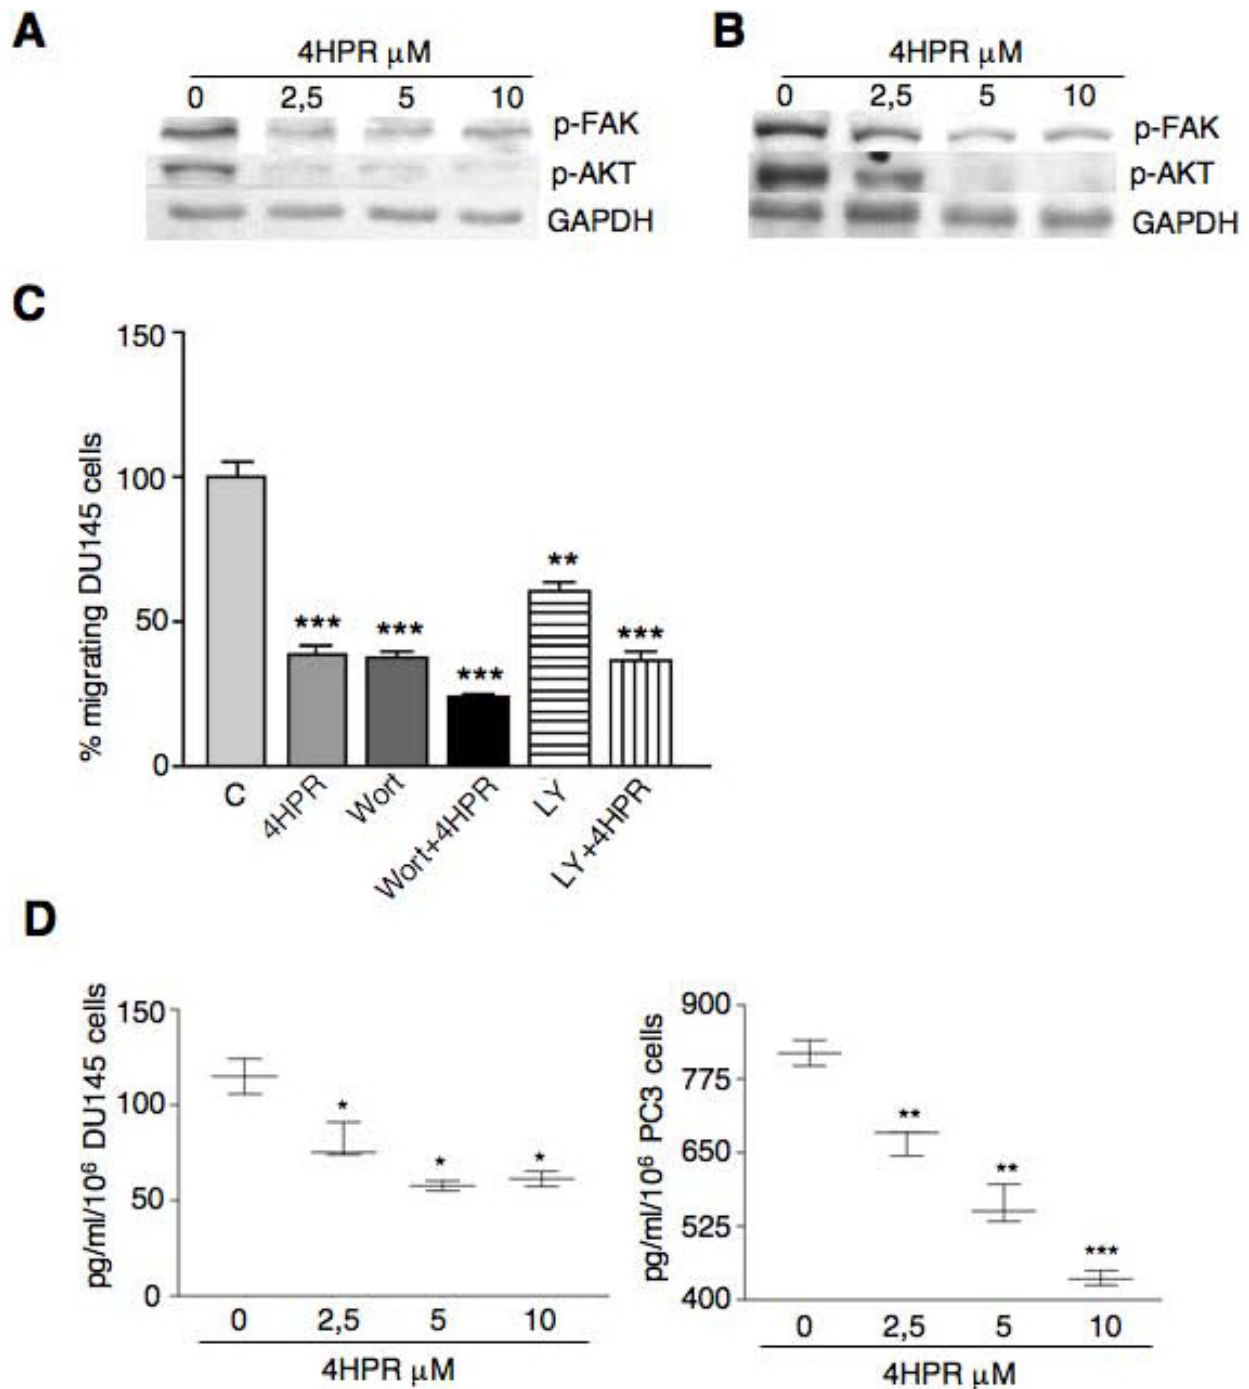 A
4HPR μM
0 2,5 5 10
p-FAK
p-AKT
GAPDH
B
4HPR μM
0 2,5 5 10
p-FAK
p-AKT
GAPDH
C
% migrating DU145 cells
150
100
50
0
***
***
***
**
***
C 4HPR Wort Wort+4HPR LY LY+4HPR
D
pg/ml/10⁶ DU145 cells
150
100
50
0
*
*
*
0 2,5 5 10
4HPR μM
pg/ml/10⁶ PC3 cells
900
775
650
525
400
**
**
***
0 2,5 5 10
4HPR μM